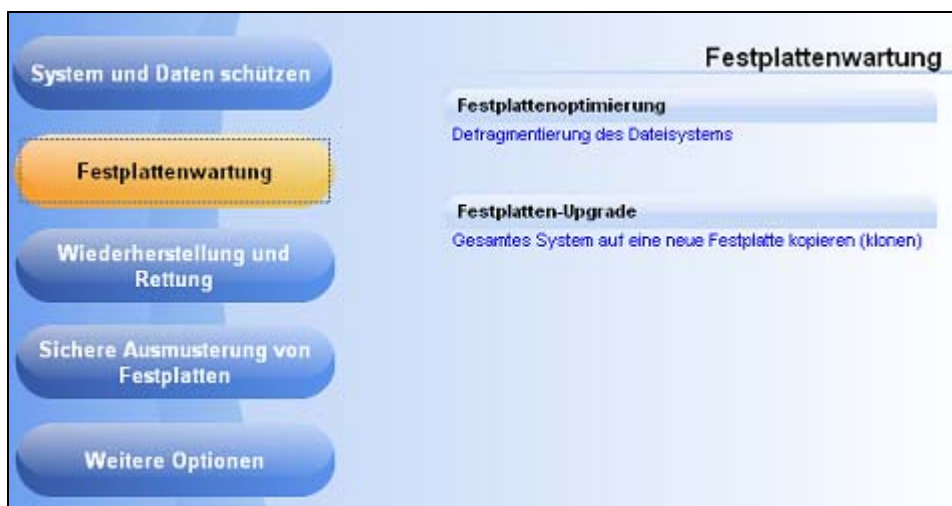 System und Daten schützen
Festplattenwartung
Wiederherstellung und
Rettung
Sichere Ausmusterung von
Festplatten
Weitere Optionen
Festplattenwartung
Festplattenoptimierung
Defragmentierung des Dateisystems
Festplatten-Upgrade
Gesamtes System auf eine neue Festplatte kopieren (klonen)